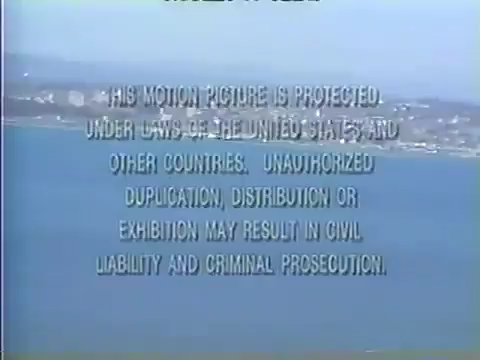 THIS MOTION PICTURE IS PROTECTED
UNDER LAWS OF THE UNITED STATES AND
OTHER COUNTRIES. UNAUTHORIZED
DUPLICATION, DISTRIBUTION OR
EXHIBITION MAY RESULT IN CIVIL
LIABILITY AND CRIMINAL PROSECUTION.